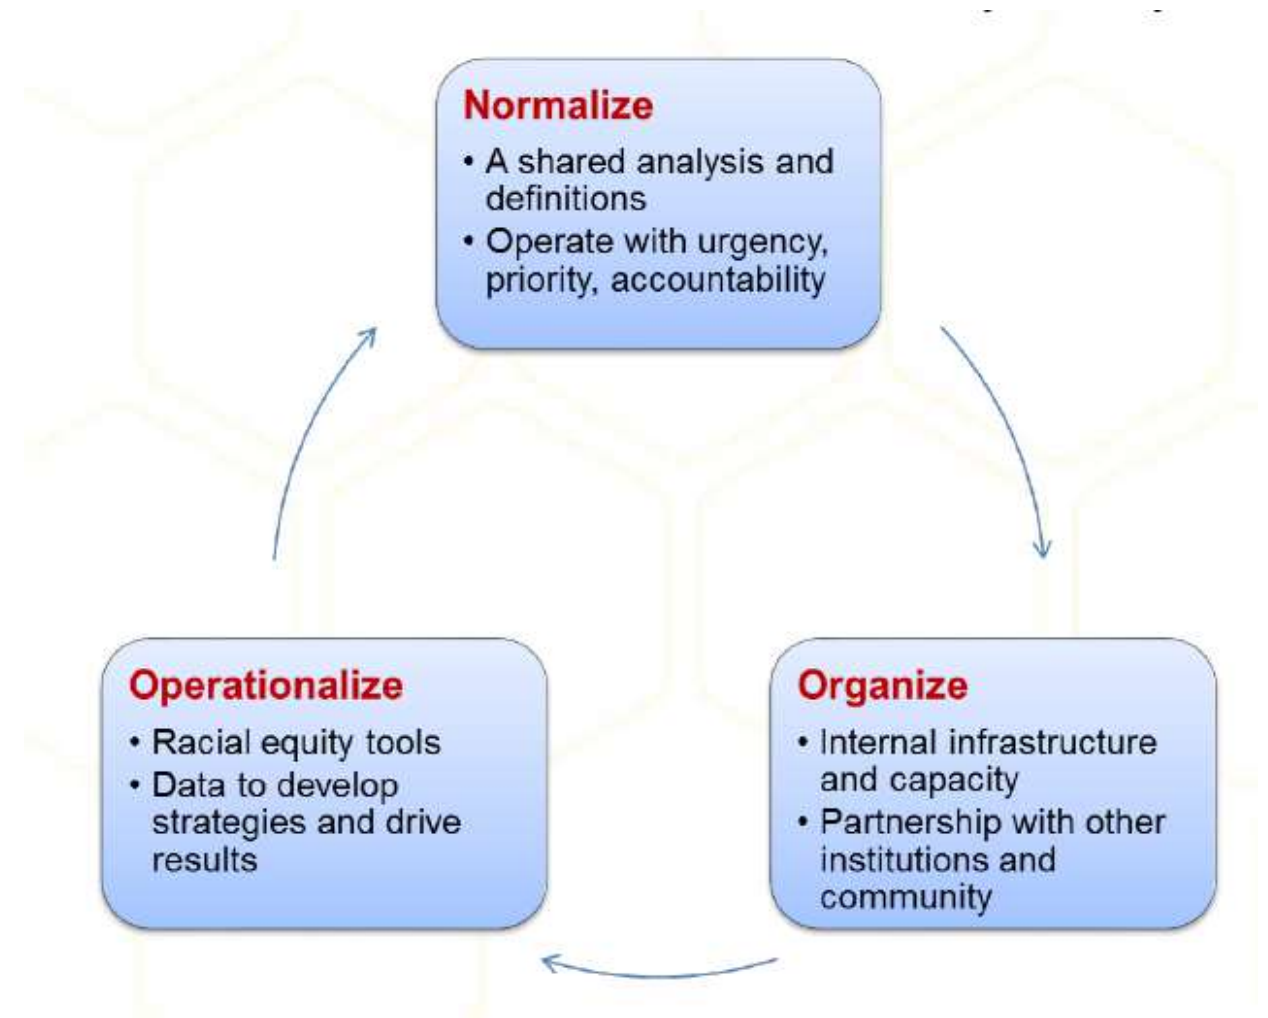 Normalize
• A shared analysis and
definitions
• Operate with urgency,
priority, accountability
Organize
• Internal infrastructure
and capacity
• Partnership with other
institutions and
community
Operationalize
• Racial equity tools
• Data to develop
strategies and drive
results